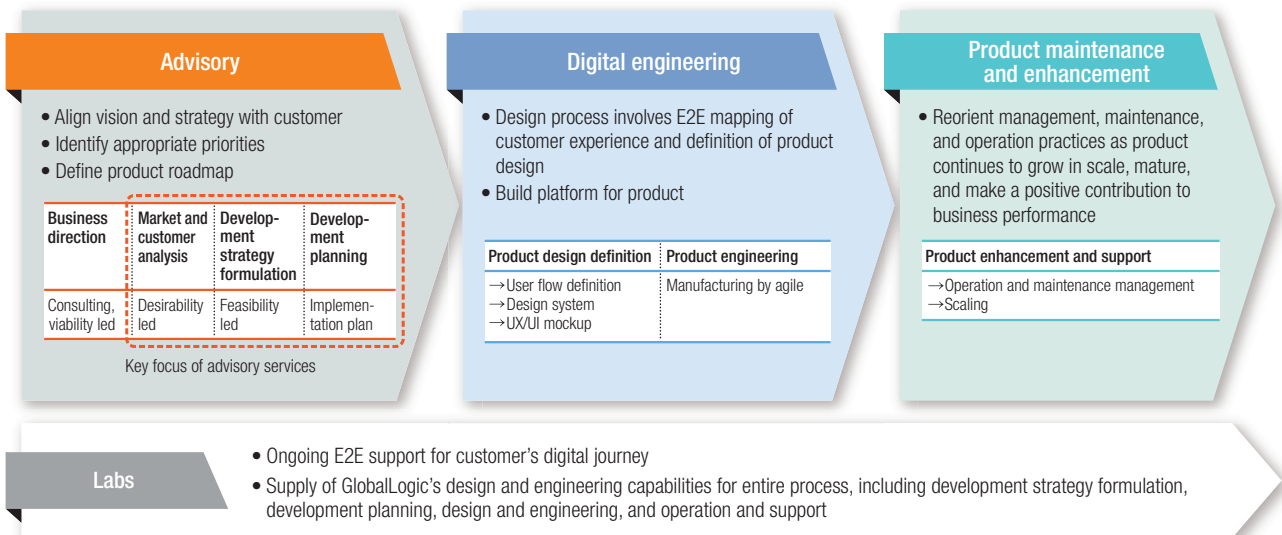 Advisory
• Align vision and strategy with customer
• Identify appropriate priorities
• Define product roadmap
Business
direction
Market and
customer
analysis
Develop-
ment
strategy
formulation
Develop-
ment
planning
Consulting,
viability led
Desirability
led
Feasibility
led
Implemen-
tation plan
Key focus of advisory services
Digital engineering
• Design process involves E2E mapping of
customer experience and definition of product
design
• Build platform for product
Product design definition
Product engineering
→User flow definition
→Design system
→UX/UI mockup
Manufacturing by agile
Product maintenance
and enhancement
• Reorient management, maintenance,
and operation practices as product
continues to grow in scale, mature,
and make a positive contribution to
business performance
Product enhancement and support
→Operation and maintenance management
→Scaling
Labs
• Ongoing E2E support for customer’s digital journey
• Supply of GlobalLogic’s design and engineering capabilities for entire process, including development strategy formulation,
development planning, design and engineering, and operation and support